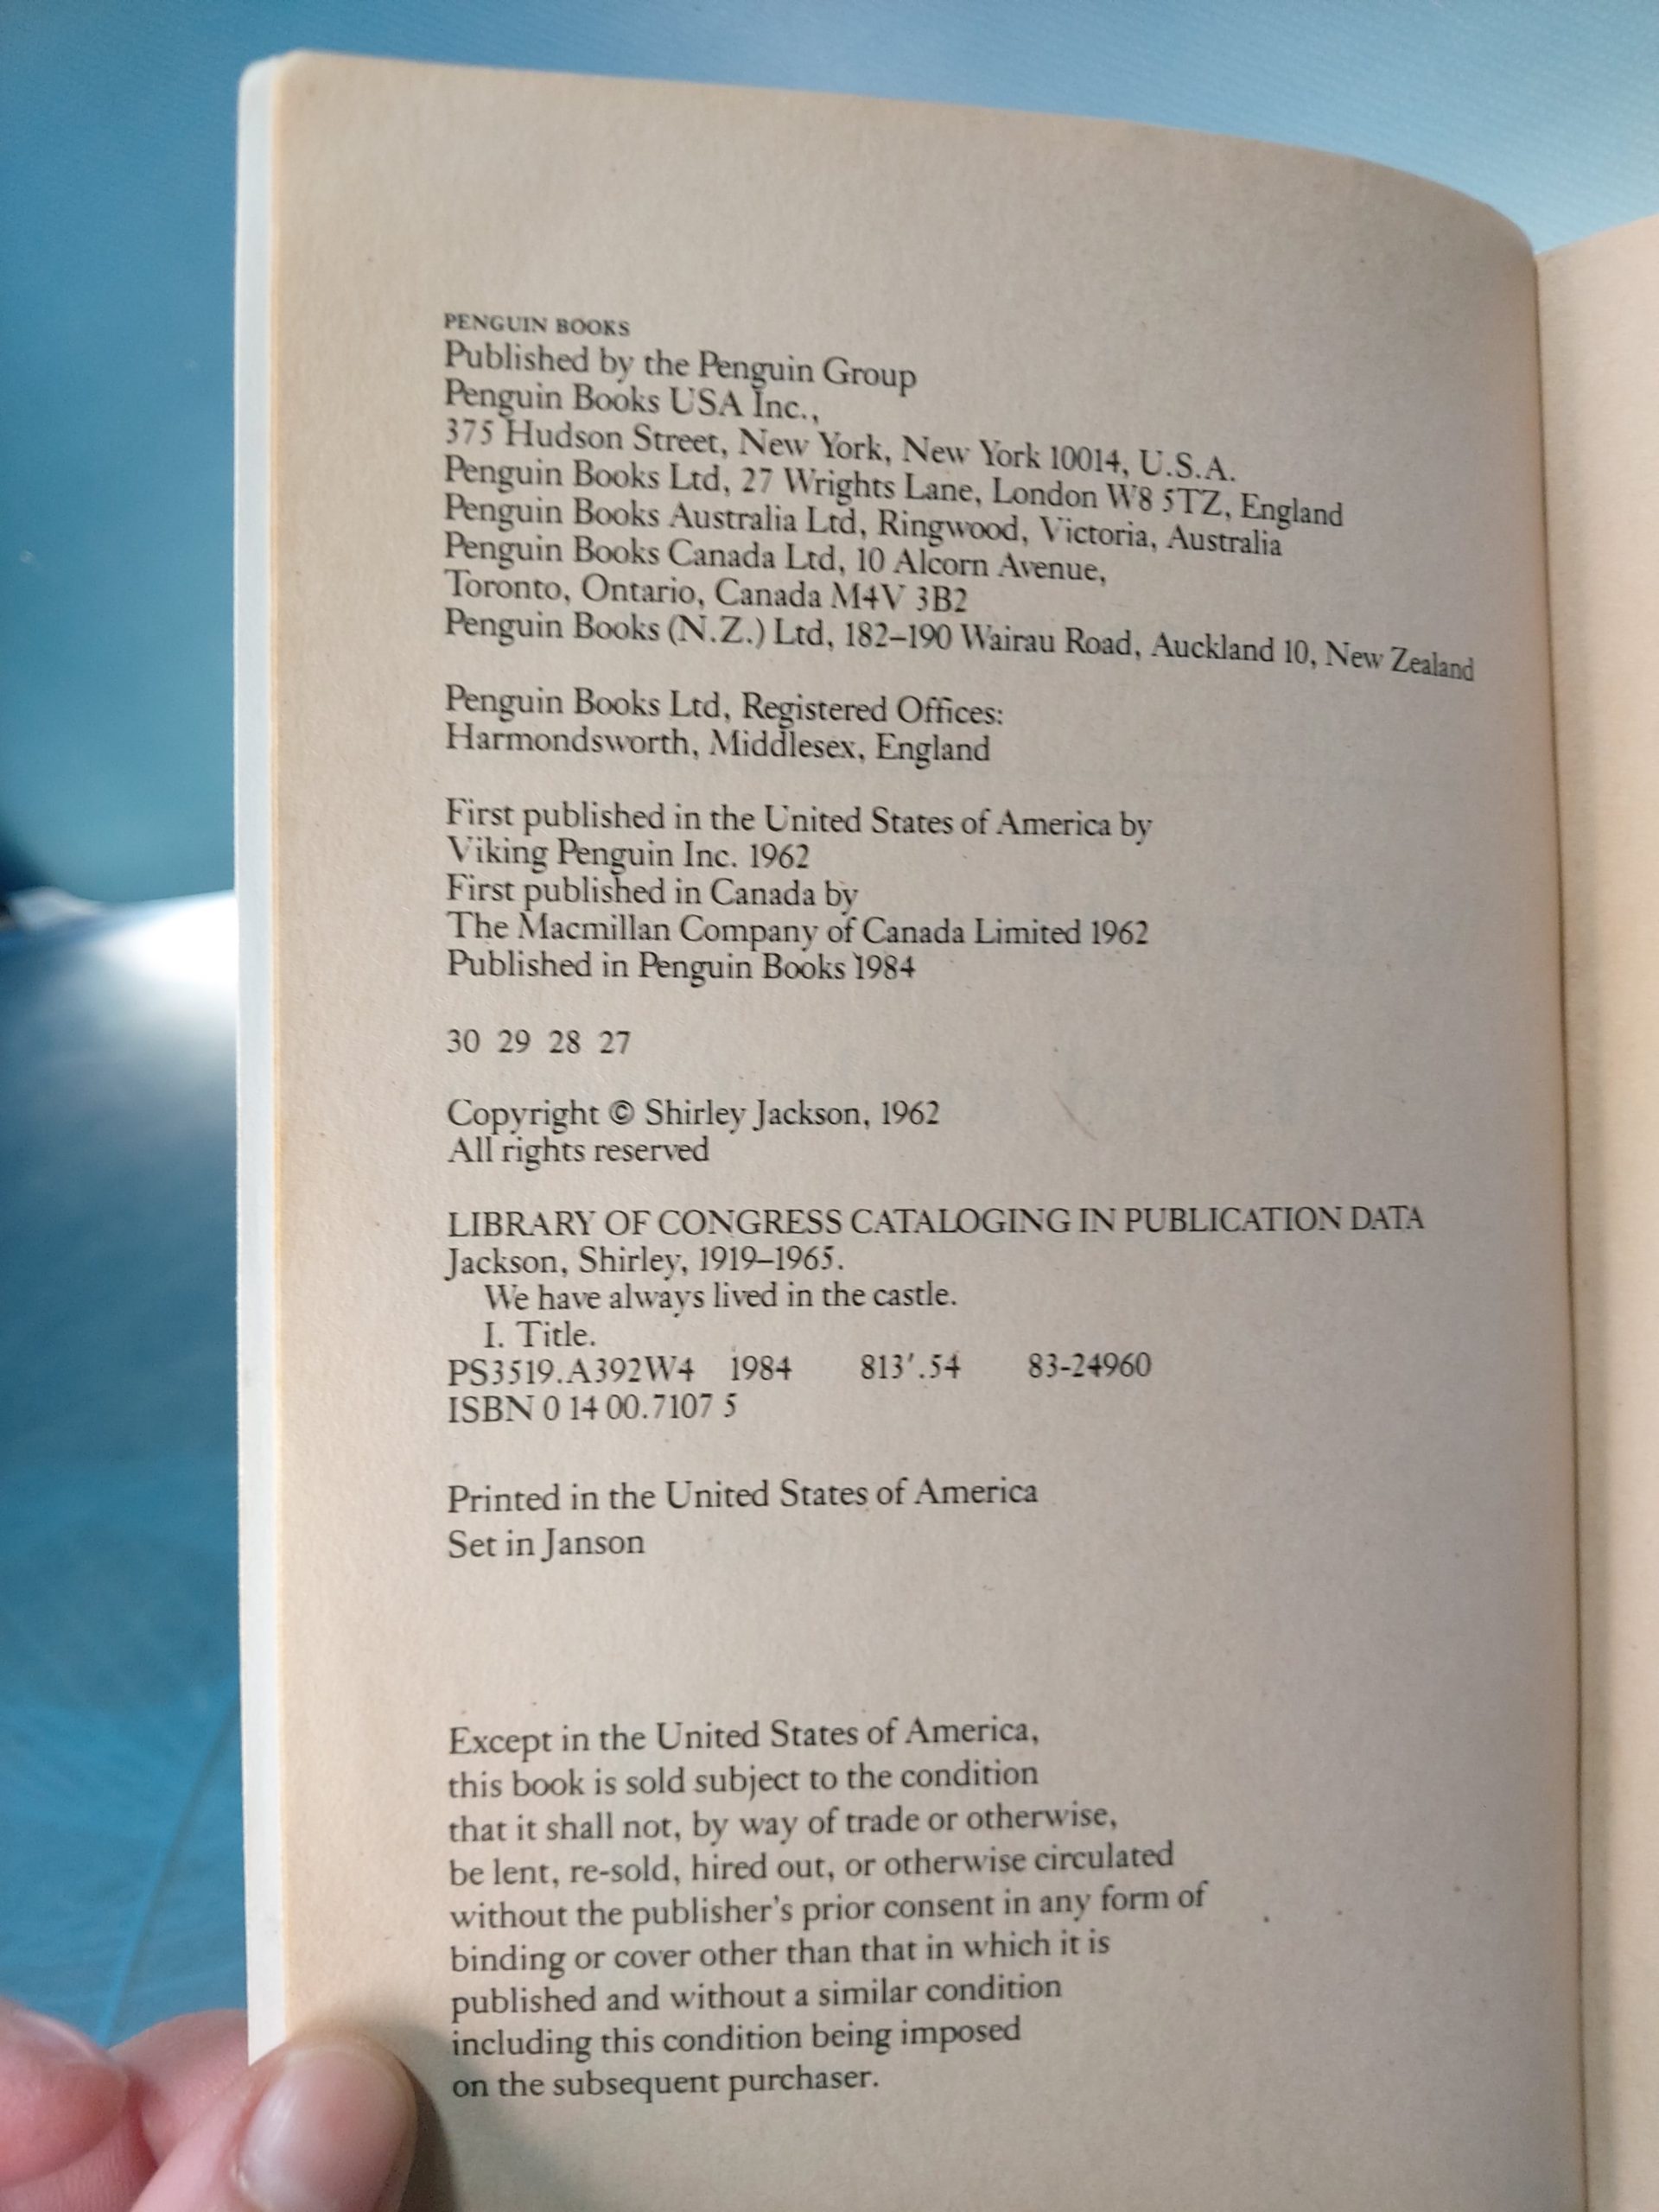 PENGUIN BOOKS
Published by the Penguin Group
Penguin Books USA Inc.,
375 Hudson Street, New York, New York 10014, U.S.A.
Penguin Books Ltd, 27 Wrights Lane, London W8 5TZ, England
Penguin Books Australia Ltd, Ringwood, Victoria, Australia
Penguin Books Canada Ltd, 10 Alcorn Avenue,
Toronto, Ontario, Canada M4V 3B2
Penguin Books (N.Z.) Ltd, 182–190 Wairau Road, Auckland 10, New Zealand
Penguin Books Ltd, Registered Offices:
Harmondsworth, Middlesex, England
First published in the United States of America by
Viking Penguin Inc. 1962
First published in Canada by
The Macmillan Company of Canada Limited 1962
Published in Penguin Books 1984
30 29 28 27
Copyright © Shirley Jackson, 1962
All rights reserved
LIBRARY OF CONGRESS CATALOGING IN PUBLICATION DATA
Jackson, Shirley, 1919–1965.
We have always lived in the castle.
I. Title.
PS3519.A392W4 1984 813′.54 83-24960
ISBN 0 14 00.7107 5
Printed in the United States of America
Set in Janson
Except in the United States of America,
this book is sold subject to the condition
that it shall not, by way of trade or otherwise,
be lent, re-sold, hired out, or otherwise circulated
without the publisher's prior consent in any form of
binding or cover other than that in which it is
published and without a similar condition
including this condition being imposed
on the subsequent purchaser.